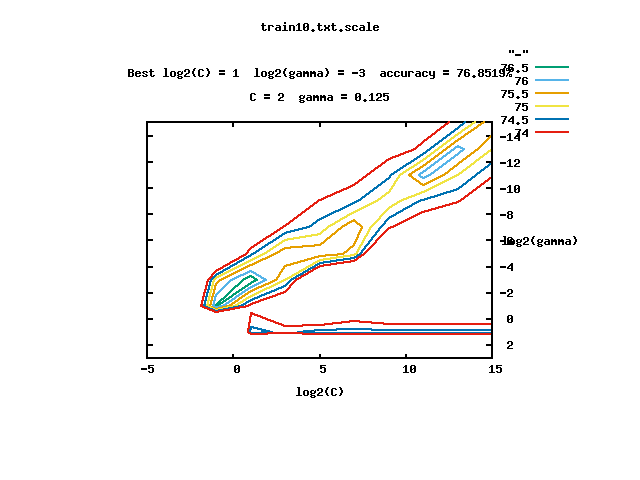 train10.txt.scale
"-"
Best log2(C) = 1 log2(gamma) = -3 accuracy = 76.8519%
76.5
76
75.5
75
74.5
74
C = 2 gamma = 0.125
-14
-12
-10
-8
-6
log2(gamma)
-4
-2
0
2
-5 0 5 10 15
log2(C)